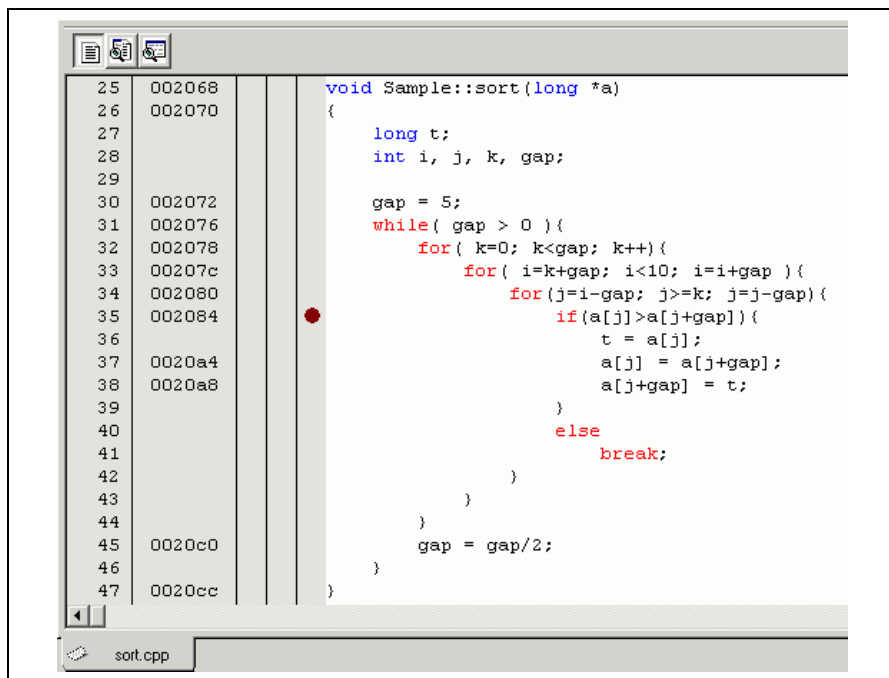 25 002068 void Sample::sort(long *a)
26 002070 {
27 long t;
28 int i, j, k, gap;
29
30 002072 gap = 5;
31 002076 while( gap > 0 ){
32 002078 for( k=0; k<gap; k++){
33 00207c for( i=k+gap; i<10; i=i+gap ){
34 002080 for(j=i-gap; j>=k; j=j-gap){
35 002084 if(a[j]>a[j+gap]){
36 t = a[j];
37 0020a4 a[j] = a[j+gap];
38 0020a8 a[j+gap] = t;
39 }
40 else
41 break;
42 }
43 }
44 }
45 0020c0 gap = gap/2;
46 }
47 0020cc }
sort.cpp